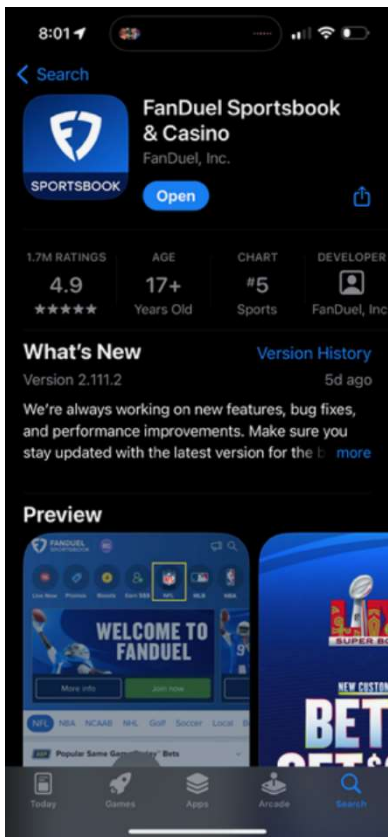 8:01
Search
FanDuel Sportsbook
& Casino
FanDuel, Inc.
SPORTSBOOK
Open
1.7M RATINGS
AGE
CHART
DEVELOPER
4.9
17+
#5
Years Old
Sports
FanDuel, Inc
What's New
Version History
Version 2.111.2
5d ago
We're always working on new features, bug fixes,
and performance improvements. Make sure you
stay updated with the latest version for the b more
Preview
FANDUEL
SPORTSBOOK
Live Now
Promos
Boosts
Earn $$$
NFL
MLB
NBA
WELCOME TO
FANDUEL
More info
Join now
NFL NBA NCAAB NHL Golf Soccer Local
SUPER BO
NEW CUSTOM
BET
Popular Same Game
Bets
Today
Games
Apps
Arcade
Search